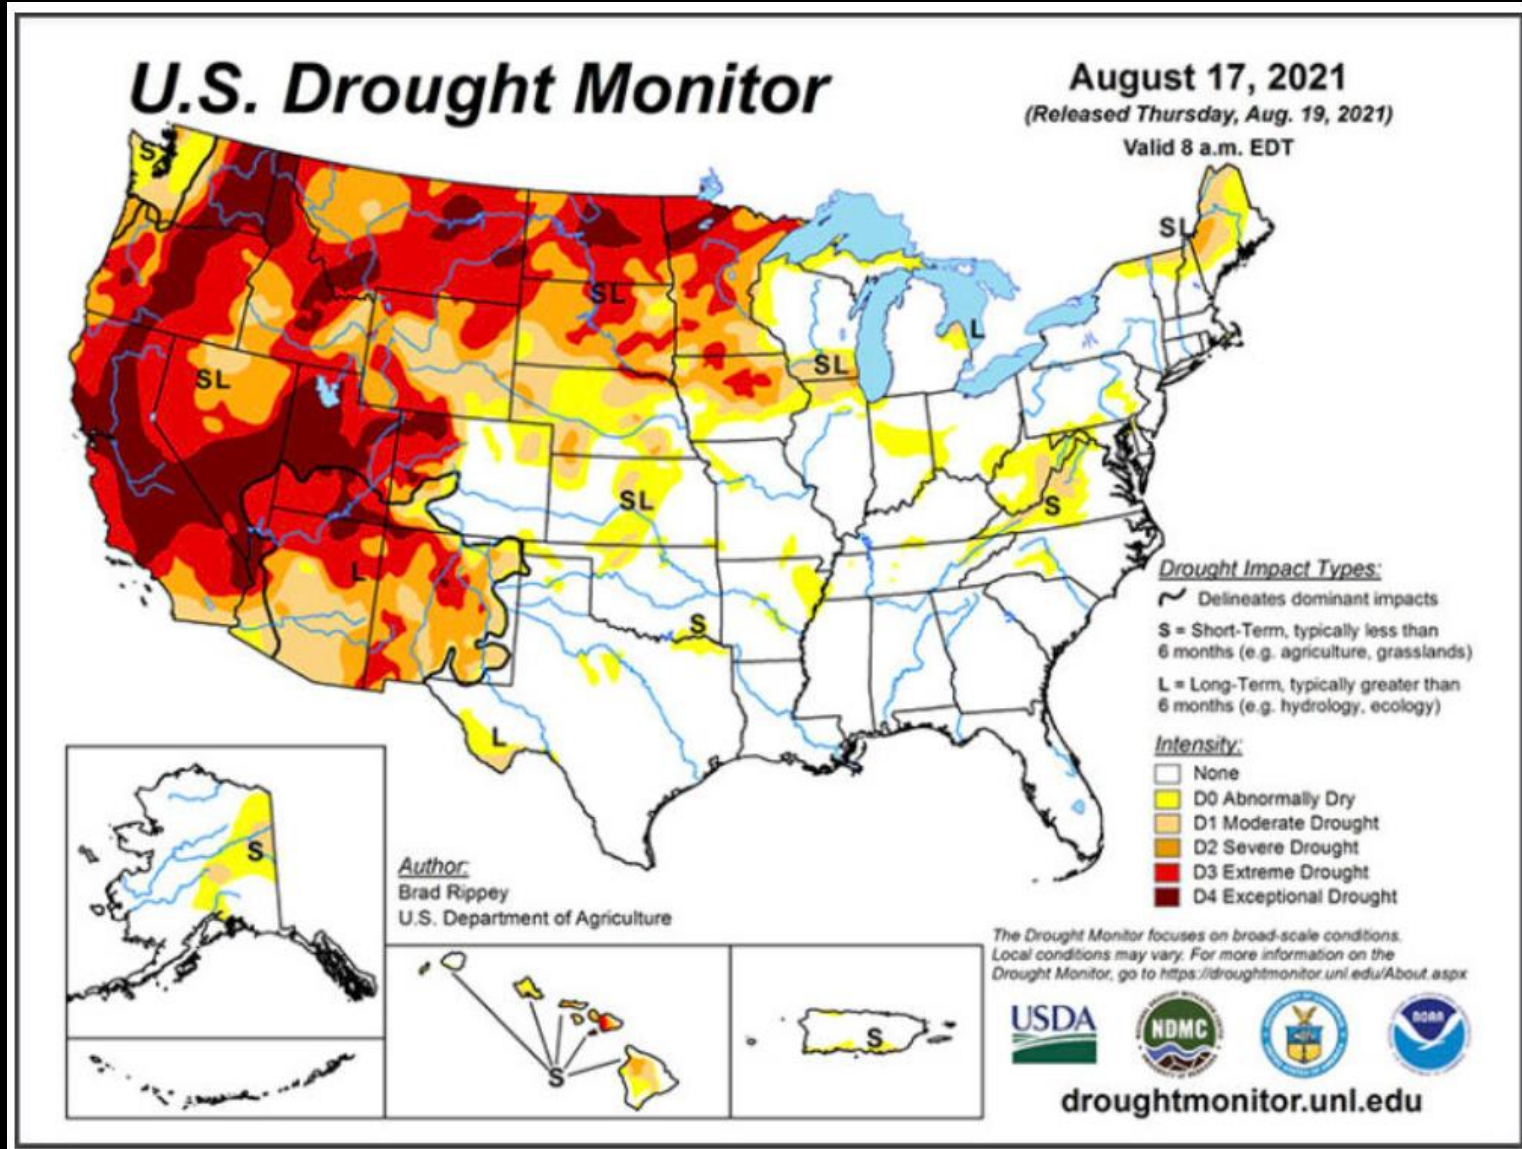 U.S. Drought Monitor
August 17, 2021
(Released Thursday, Aug. 19, 2021)
Valid 8 a.m. EDT
S
SL
SL
L
SL
SL
SL
S
L
S
L
Drought Impact Types:
Delineates dominant impacts
S = Short-Term, typically less than
6 months (e.g. agriculture, grasslands)
L = Long-Term, typically greater than
6 months (e.g. hydrology, ecology)
Intensity:
None
D0 Abnormally Dry
D1 Moderate Drought
D2 Severe Drought
D3 Extreme Drought
D4 Exceptional Drought
S
Author:
Brad Rippey
U.S. Department of Agriculture
S
S
The Drought Monitor focuses on broad-scale conditions.
Local conditions may vary. For more information on the
Drought Monitor, go to https://droughtmonitor.unl.edu/About.aspx
USDA
NDMC
NOAA
droughtmonitor.unl.edu